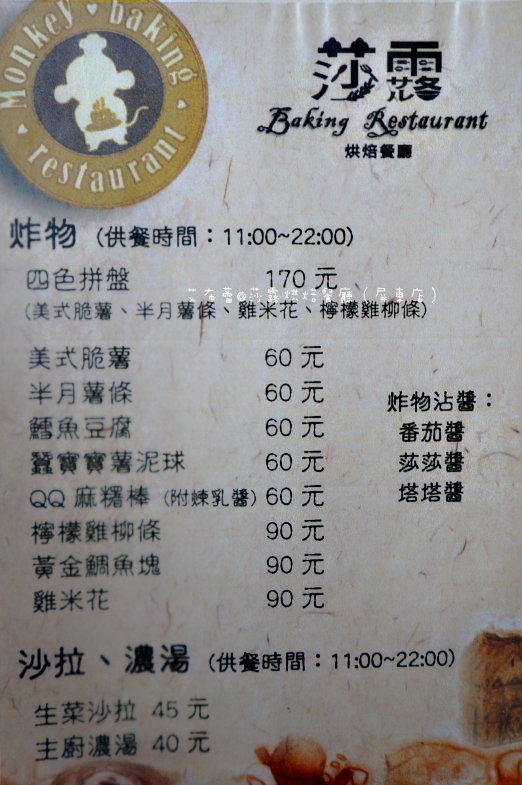 Monkey baking
restaurant
莎露
サル
Baking Restaurant
烘焙餐廳
炸物（供餐時間：11:00~22:00）
四色拼盤 170 元
艾布蕾@莎露烘焙餐廳（屏東店）
(美式脆薯、半月薯條、雞米花、檸檬雞柳條)
美式脆薯 60 元
半月薯條 60 元
鱈魚豆腐 60 元
蠶寶寶薯泥球 60 元
QQ 麻糬棒（附煉乳醬）60 元
檸檬雞柳條 90 元
黃金鯛魚塊 90 元
雞米花 90 元
炸物沾醬：
番茄醬
莎莎醬
塔塔醬
沙拉、濃湯（供餐時間：11:00~22:00）
生菜沙拉 45 元
主廚濃湯 40 元